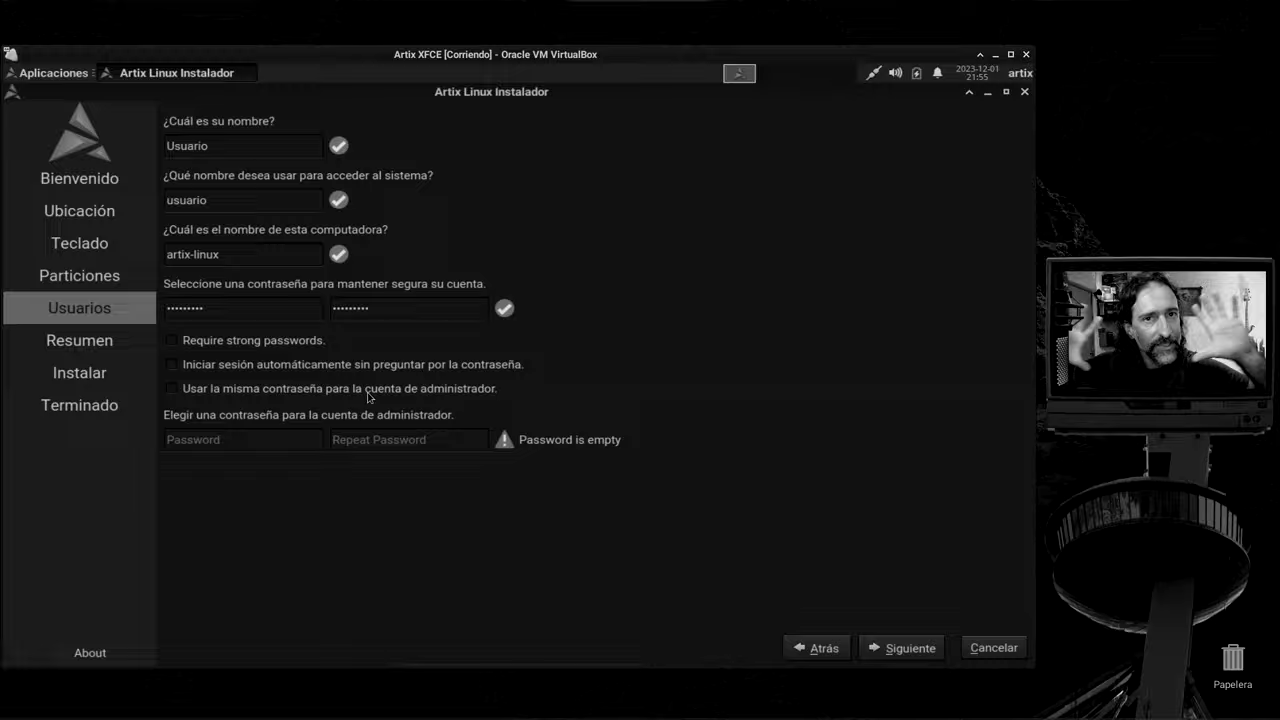 Artix XFCE [Corriendo] - Oracle VM VirtualBox
Aplicaciones
Artix Linux Instalador
2023-12-01
21:55
artix
Artix Linux Instalador
Bienvenido
Ubicación
Teclado
Particiones
Usuarios
Resumen
Instalar
Terminado
About
¿Cuál es su nombre?
Usuario
¿Qué nombre desea usar para acceder al sistema?
usuario
¿Cuál es el nombre de esta computadora?
artix-linux
Seleccione una contraseña para mantener segura su cuenta.
••••••••• •••••••••
Require strong passwords.
Iniciar sesión automáticamente sin preguntar por la contraseña.
Usar la misma contraseña para la cuenta de administrador.
Elegir una contraseña para la cuenta de administrador.
Password Repeat Password Password is empty
Atrás Siguiente Cancelar
Papelera